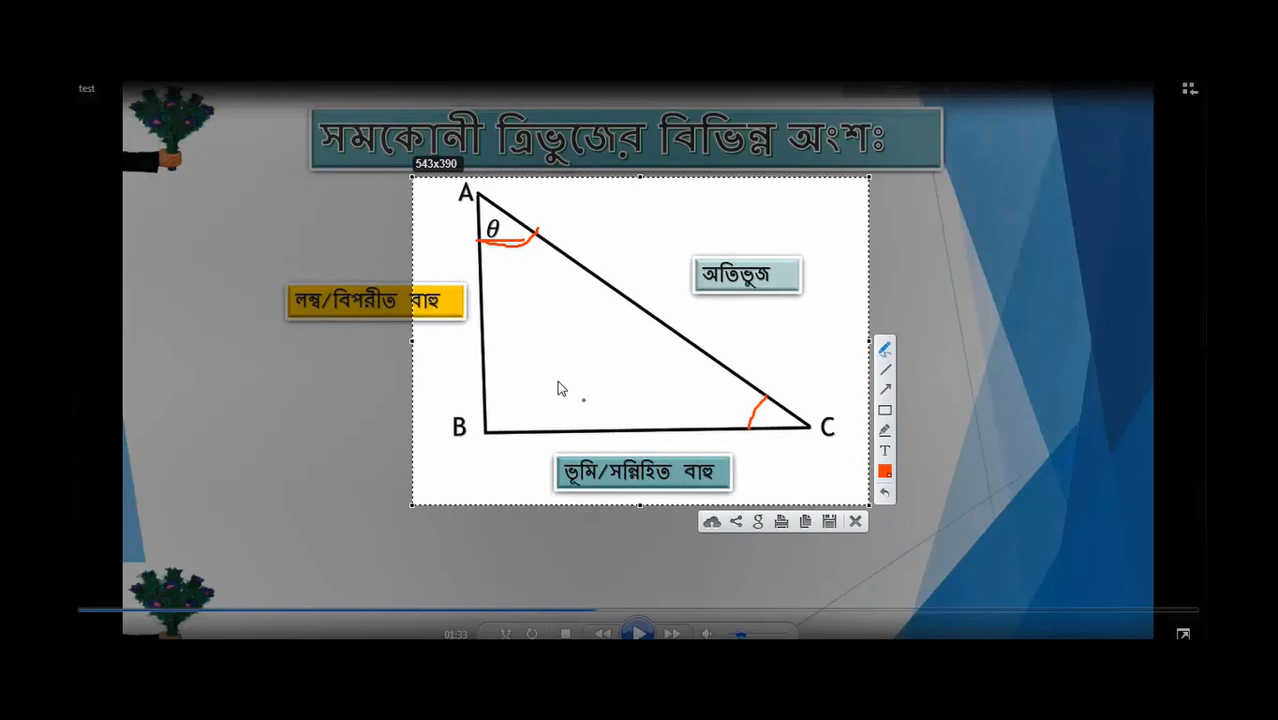 test
সমকোনী ত্রিভুজের বিভিন্ন অংশঃ
543x390
A
θ
অতিভুজ
লম্ব/বিপরীত বাহু
B
C
ভূমি/সন্নিহিত বাহু
T
g
01:33